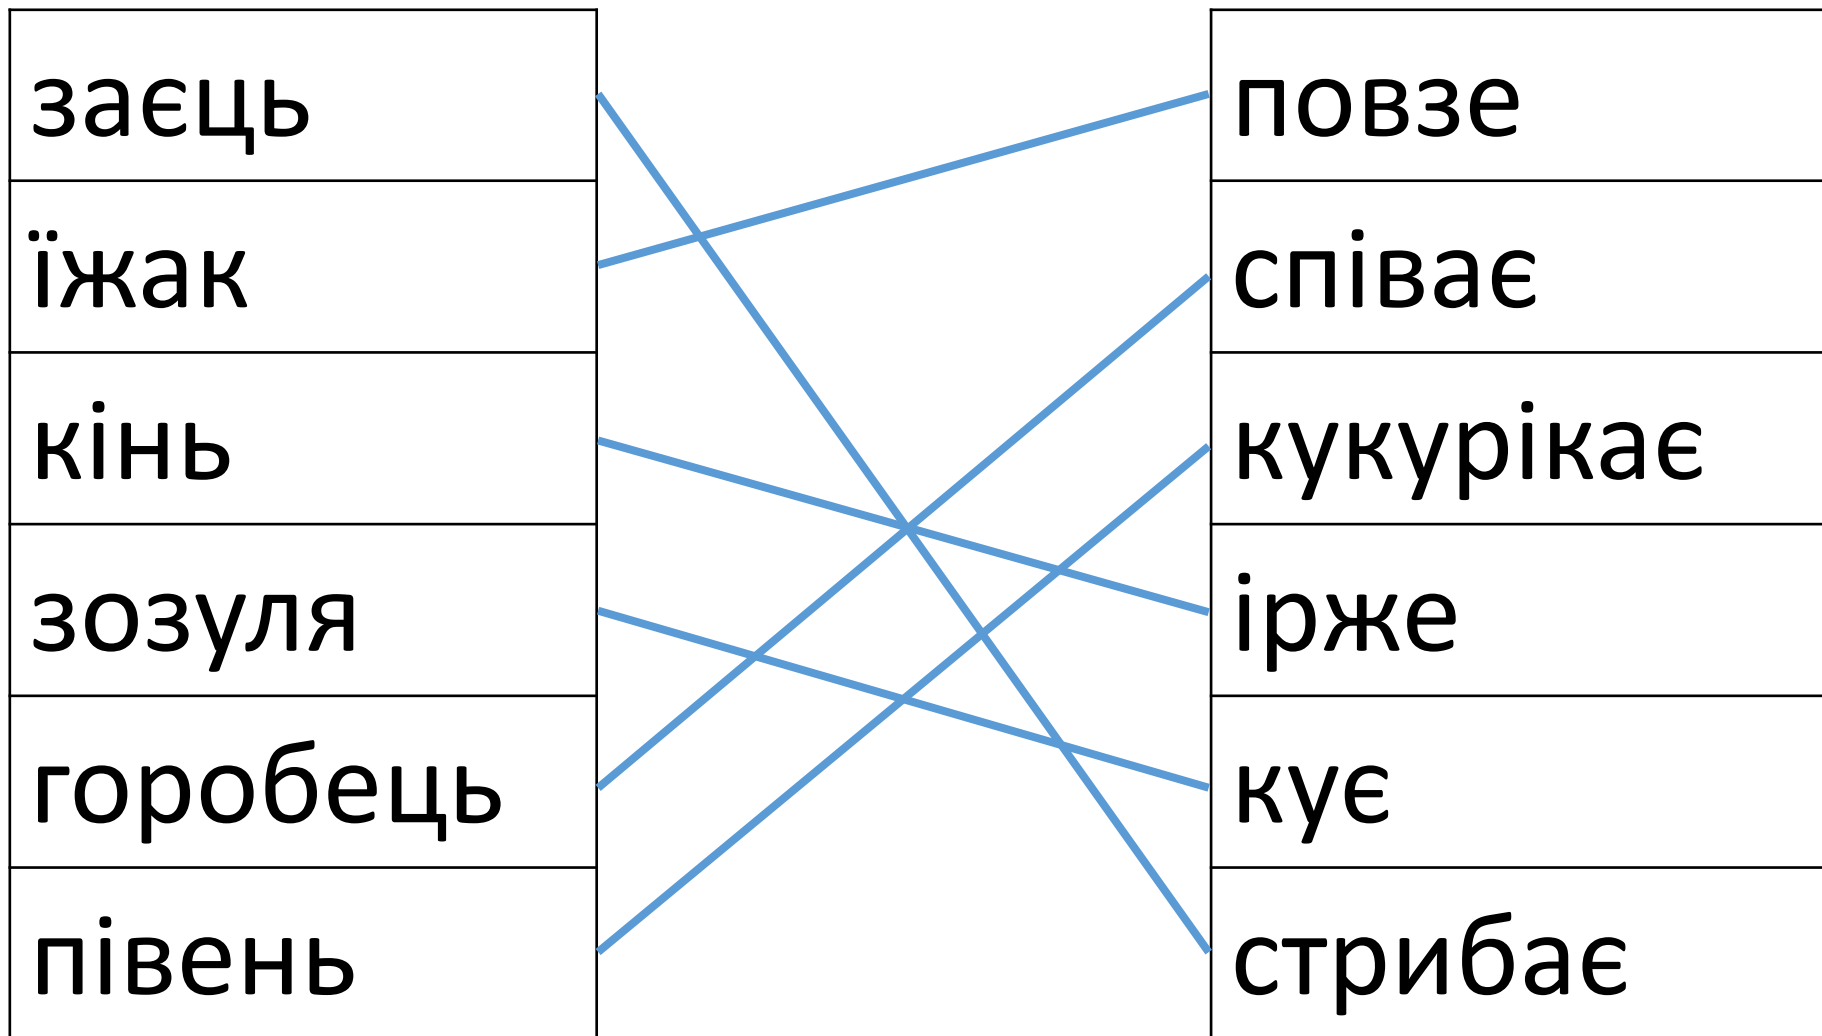 заєць
їжак
кінь
зозуля
горобець
півень
повзе
співає
кукурікає
ірже
кує
стрибає